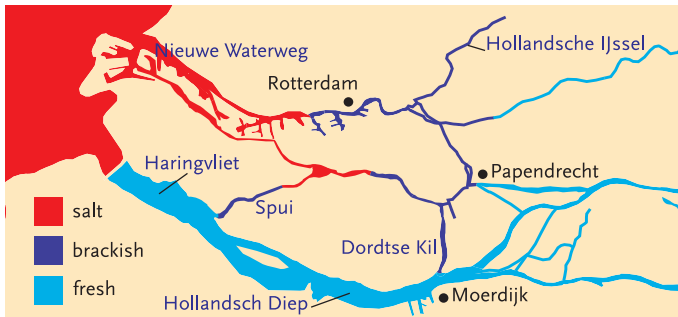 Nieuwe Waterweg
Hollandsche IJssel
Rotterdam
Haringvliet
Papendrecht
salt
Spui
brackish
Dordtse Kil
fresh
Hollandsch Diep
Moerdijk